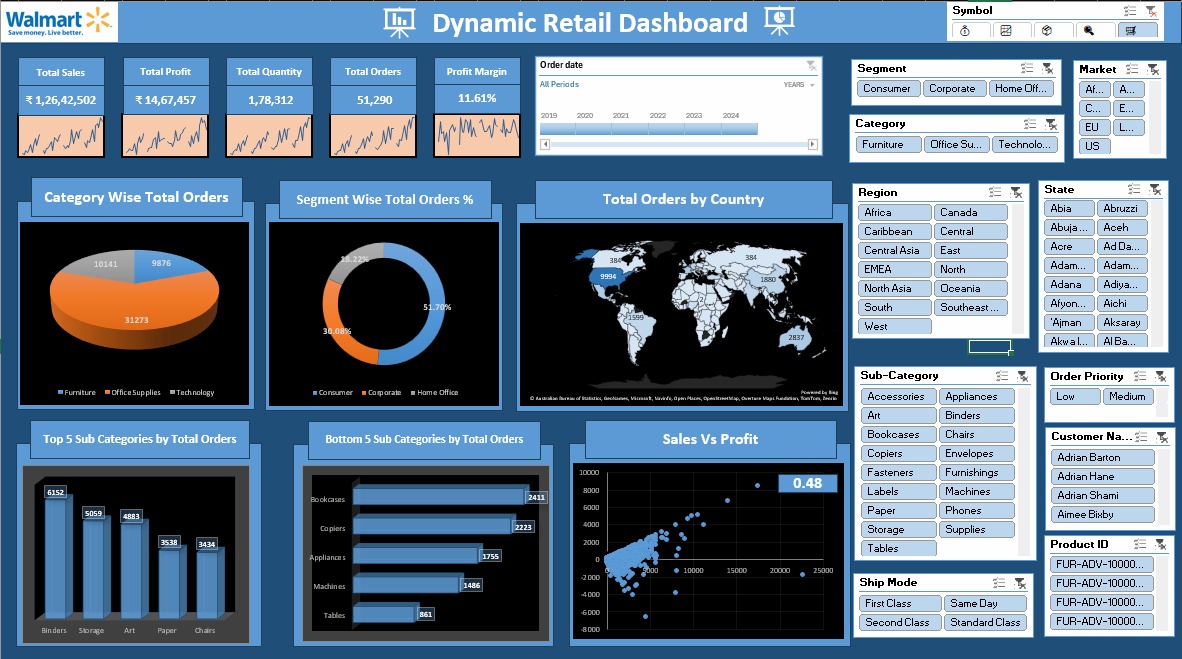 Walmart
Save money. Live better.
Dynamic Retail Dashboard
Symbol
Total Sales
₹ 1,26,42,502
Total Profit
₹ 14,67,457
Total Quantity
1,78,312
Total Orders
51,290
Profit Margin
11.61%
Order date
All Periods
YEARS
2019 2020 2021 2022 2023 2024
Segment
Consumer Corporate Home Off...
Category
Furniture Office Su... Technolo...
Market
Af... A...
C... E...
EU L...
US
Category Wise Total Orders
10141 9876
31273
Furniture Office Supplies Technology
Segment Wise Total Orders %
18.22%
51.70%
30.08%
Consumer Corporate Home Office
Total Orders by Country
384 384
9994 1880
1599
2837
Powered by Bing
© Australian Bureau of Statistics, GeoNames, Microsoft, Navinfo, Open Places, OpenStreetMap, Overture Maps Fundation, TomTom, Zenrin
Region
Africa Canada
Caribbean Central
Central Asia East
EMEA North
North Asia Oceania
South Southeast ...
West
State
Abia Abruzzi
Abuja ... Aceh
Acre Ad Da...
Adam... Adam...
Adana Adiya...
Afyon... Aichi
'Ajman Aksaray
Akwa I... Al Ba...
Top 5 Sub Categories by Total Orders
6152
5059
4883
3538
3434
Binders Storage Art Paper Chairs
Bottom 5 Sub Categories by Total Orders
Bookcases 2411
Copiers 2223
Appliances 1755
Machines 1486
Tables 861
Sales Vs Profit
0.48
10000
8000
6000
4000
2000
0
-2000
-4000
-6000
-8000
5000 10000 15000 20000 25000
Sub-Category
Accessories Appliances
Art Binders
Bookcases Chairs
Copiers Envelopes
Fasteners Furnishings
Labels Machines
Paper Phones
Storage Supplies
Tables
Ship Mode
First Class Same Day
Second Class Standard Class
Order Priority
Low Medium
Customer Na...
Adrian Barton
Adrian Hane
Adrian Shami
Aimee Bixby
Product ID
FUR-ADV-10000...
FUR-ADV-10000...
FUR-ADV-10000...
FUR-ADV-10000...